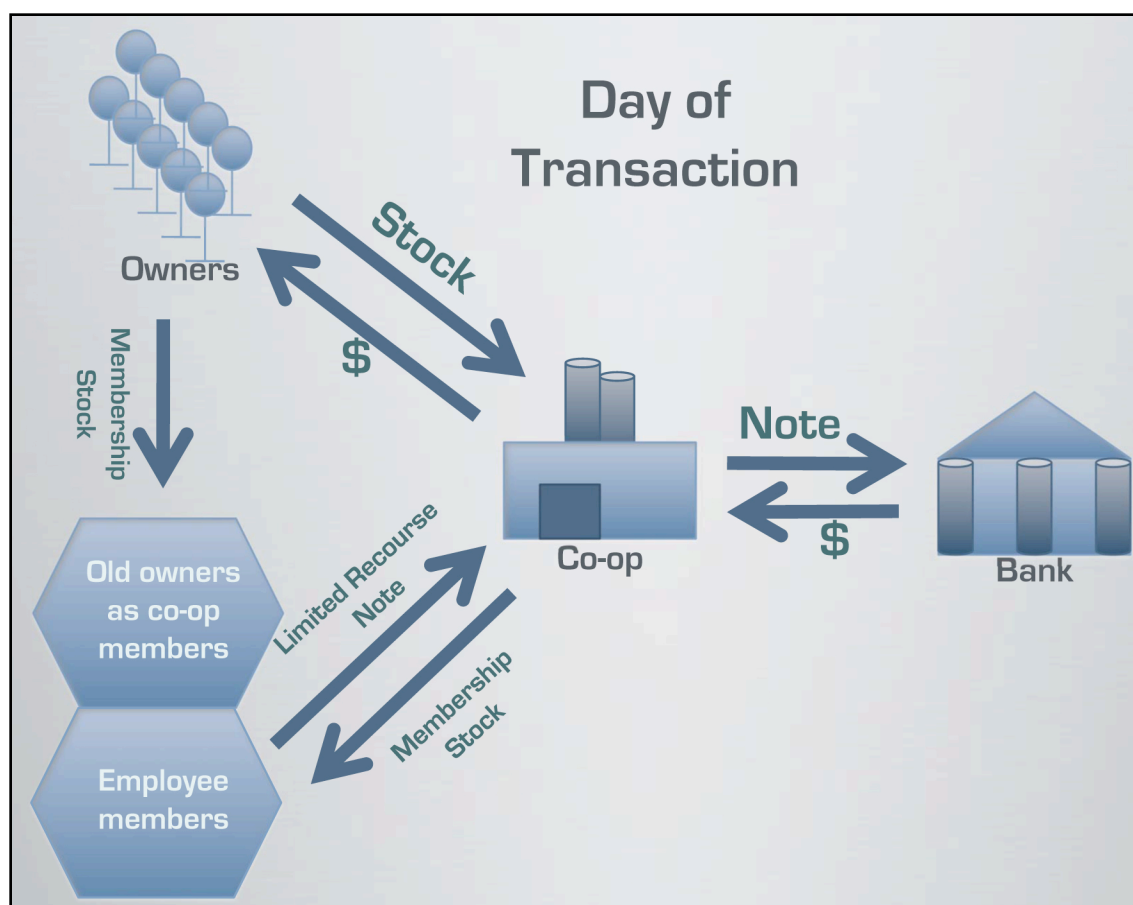 Day of
Transaction
Owners
Stock
$
Membership
Stock
Note
$
Co-op
Bank
Old owners
as co-op
members
Limited Recourse
Note
Membership
Stock
Employee
members